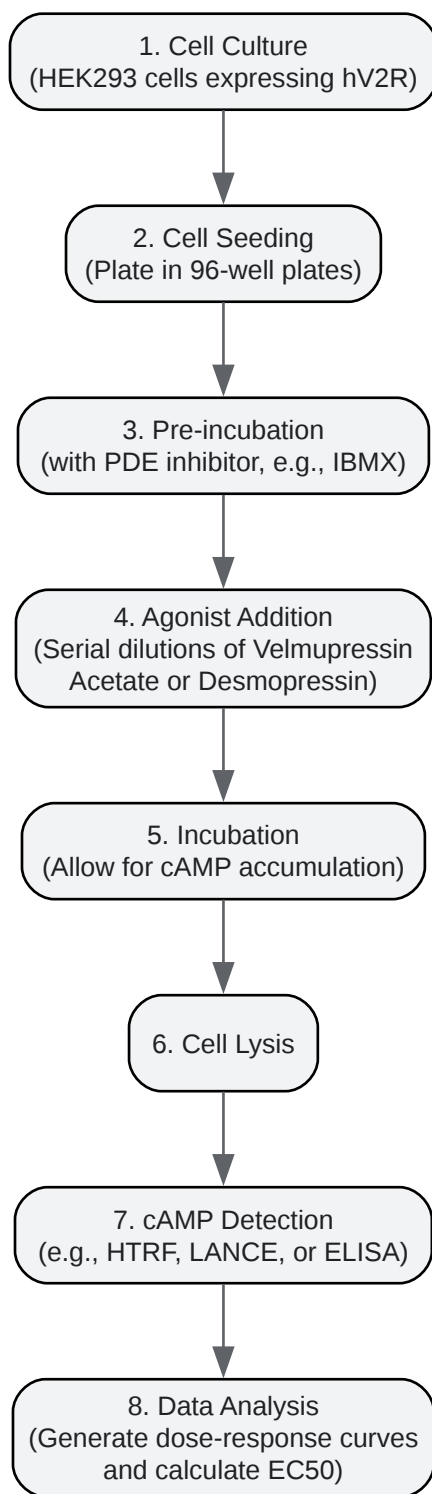 1. Cell Culture
(HEK293 cells expressing hV2R)
2. Cell Seeding
(Plate in 96-well plates)
3. Pre-incubation
(with PDE inhibitor, e.g., IBMX)
4. Agonist Addition
(Serial dilutions of Velmupressin
Acetate or Desmopressin)
5. Incubation
(Allow for cAMP accumulation)
6. Cell Lysis
7. cAMP Detection
(e.g., HTRF, LANCE, or ELISA)
8. Data Analysis
(Generate dose-response curves
and calculate EC50)